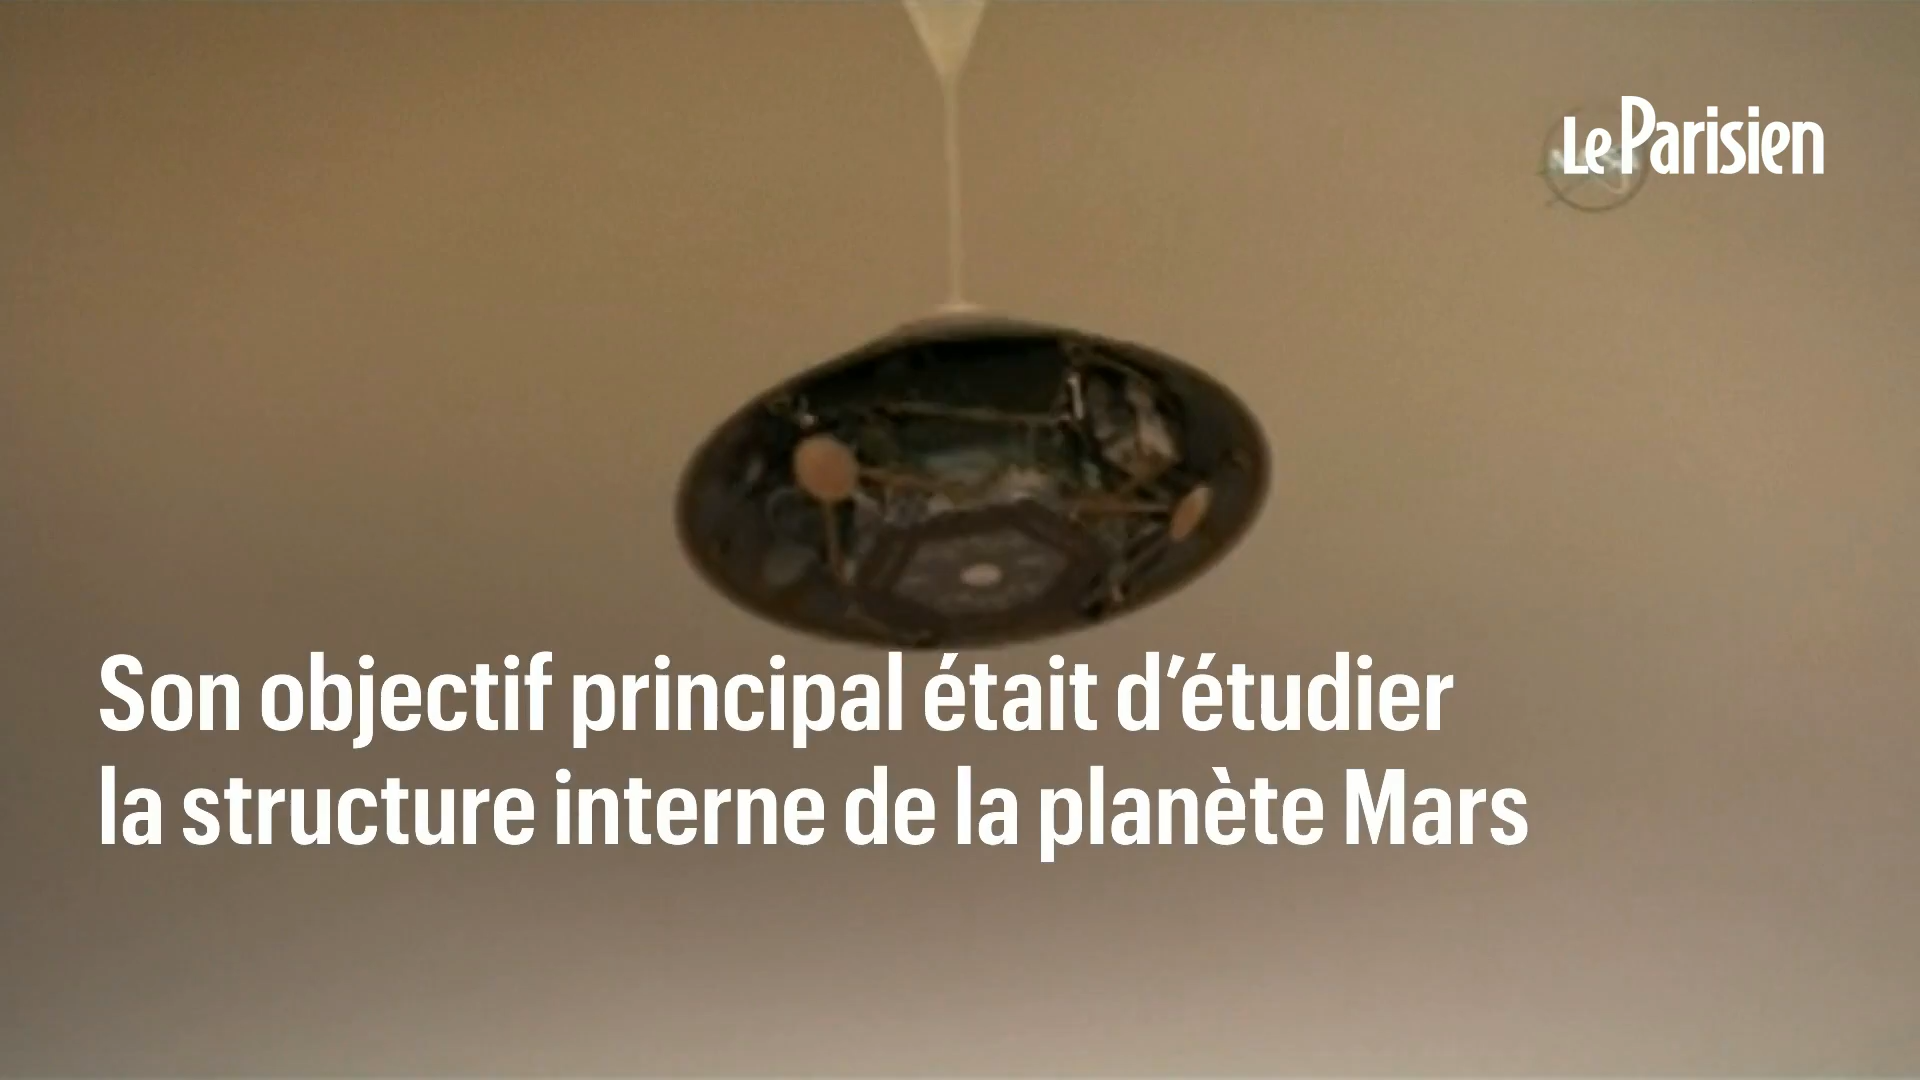 Le Parisien
Son objectif principal était d’étudier
la structure interne de la planète Mars